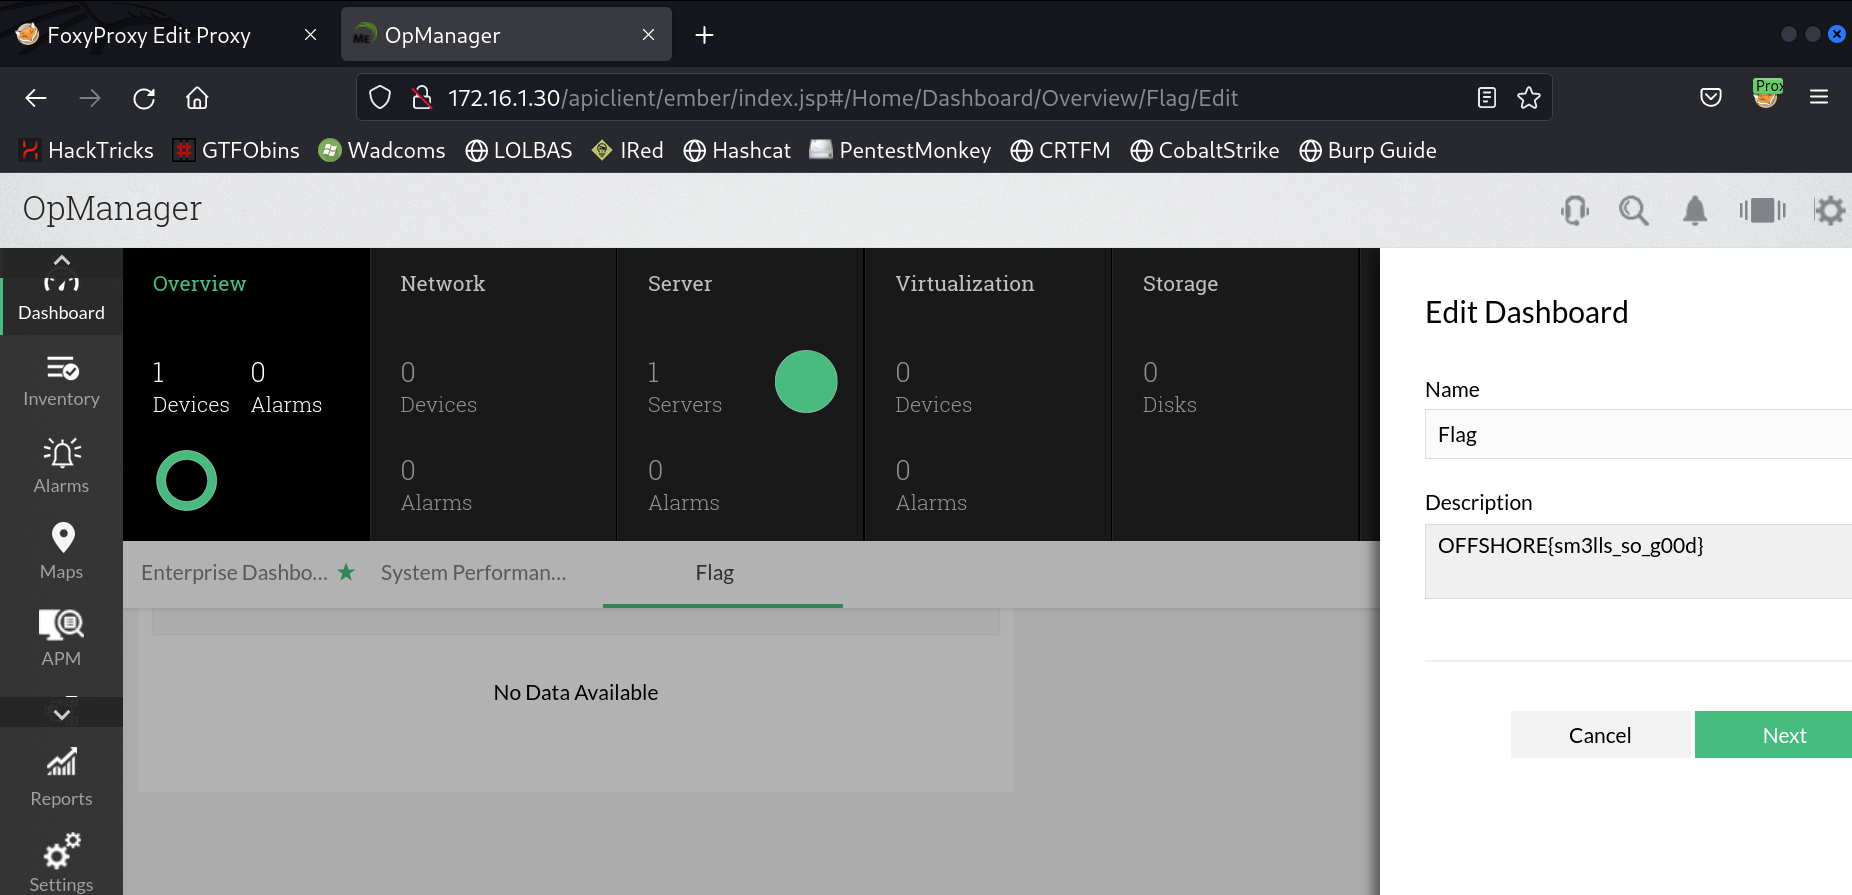 FoxyProxy Edit Proxy
ME OpManager
172.16.1.30/apiclient/ember/index.jsp#/Home/Dashboard/Overview/Flag/Edit
Prox
HackTricks GTFObins Wadcoms LOLBAS IRed Hashcat PentestMonkey CRTFM CobaltStrike Burp Guide
OpManager
Dashboard
Inventory
Alarms
Maps
APM
Reports
Settings
Overview
1 0
Devices Alarms
Network
0
Devices
0
Alarms
Server
1
Servers
0
Alarms
Virtualization
0
Devices
0
Alarms
Storage
0
Disks
Enterprise Dashbo... System Performan... Flag
No Data Available
Edit Dashboard
Name
Flag
Description
OFFSHORE{sm3lls_so_g00d}
Cancel Next